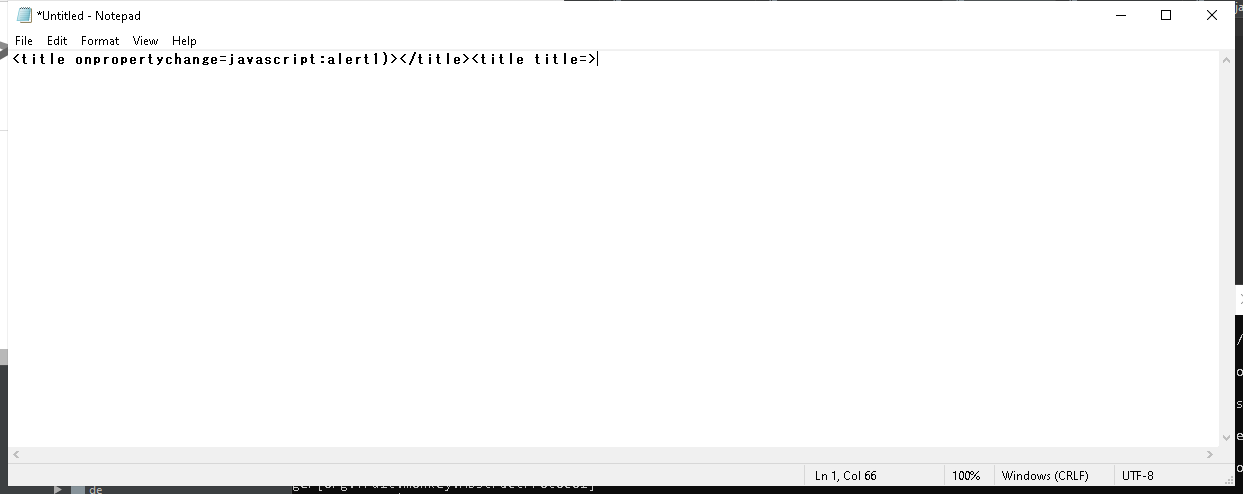 *Untitled - Notepad
File Edit Format View Help
<title onpropertychange=javascript:alert1)></title><title title=>
Ln 1, Col 66 100% Windows (CRLF) UTF-8
de